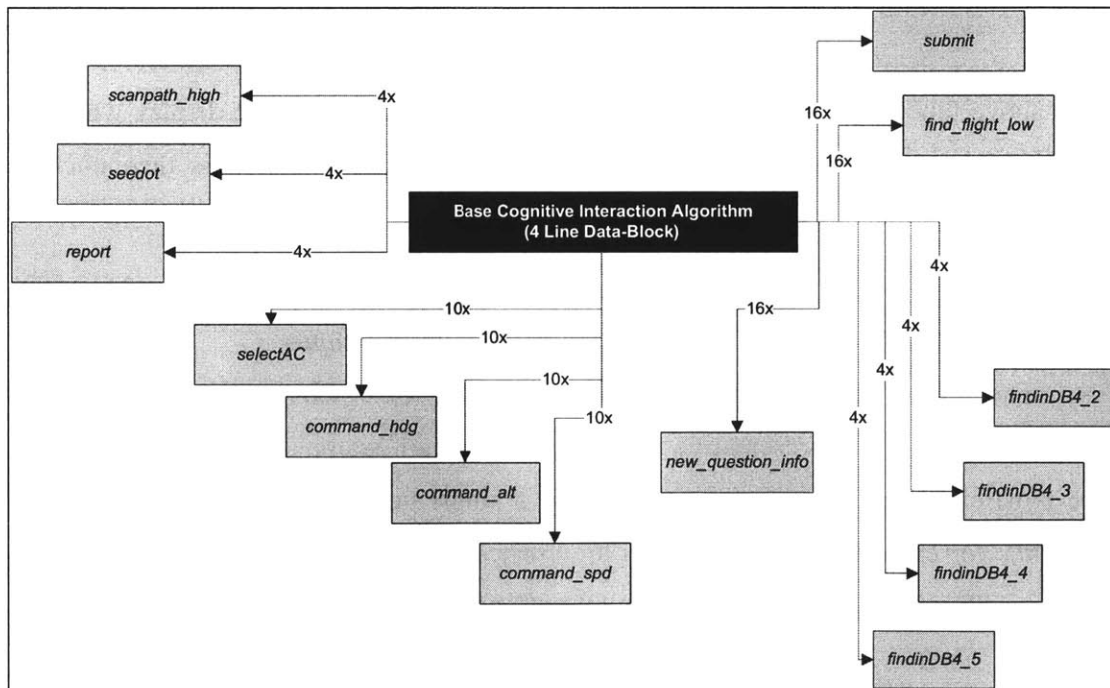 submit
scanpath_high
4x
16x
find_flight_low
16x
seedot
4x
Base Cognitive Interaction Algorithm
(4 Line Data-Block)
report
4x
4x
10x
16x
4x
selectAC
10x
4x
10x
4x
findinDB4_2
command_hdg
10x
new_question_info
command_alt
findinDB4_3
command_spd
findinDB4_4
findinDB4_5